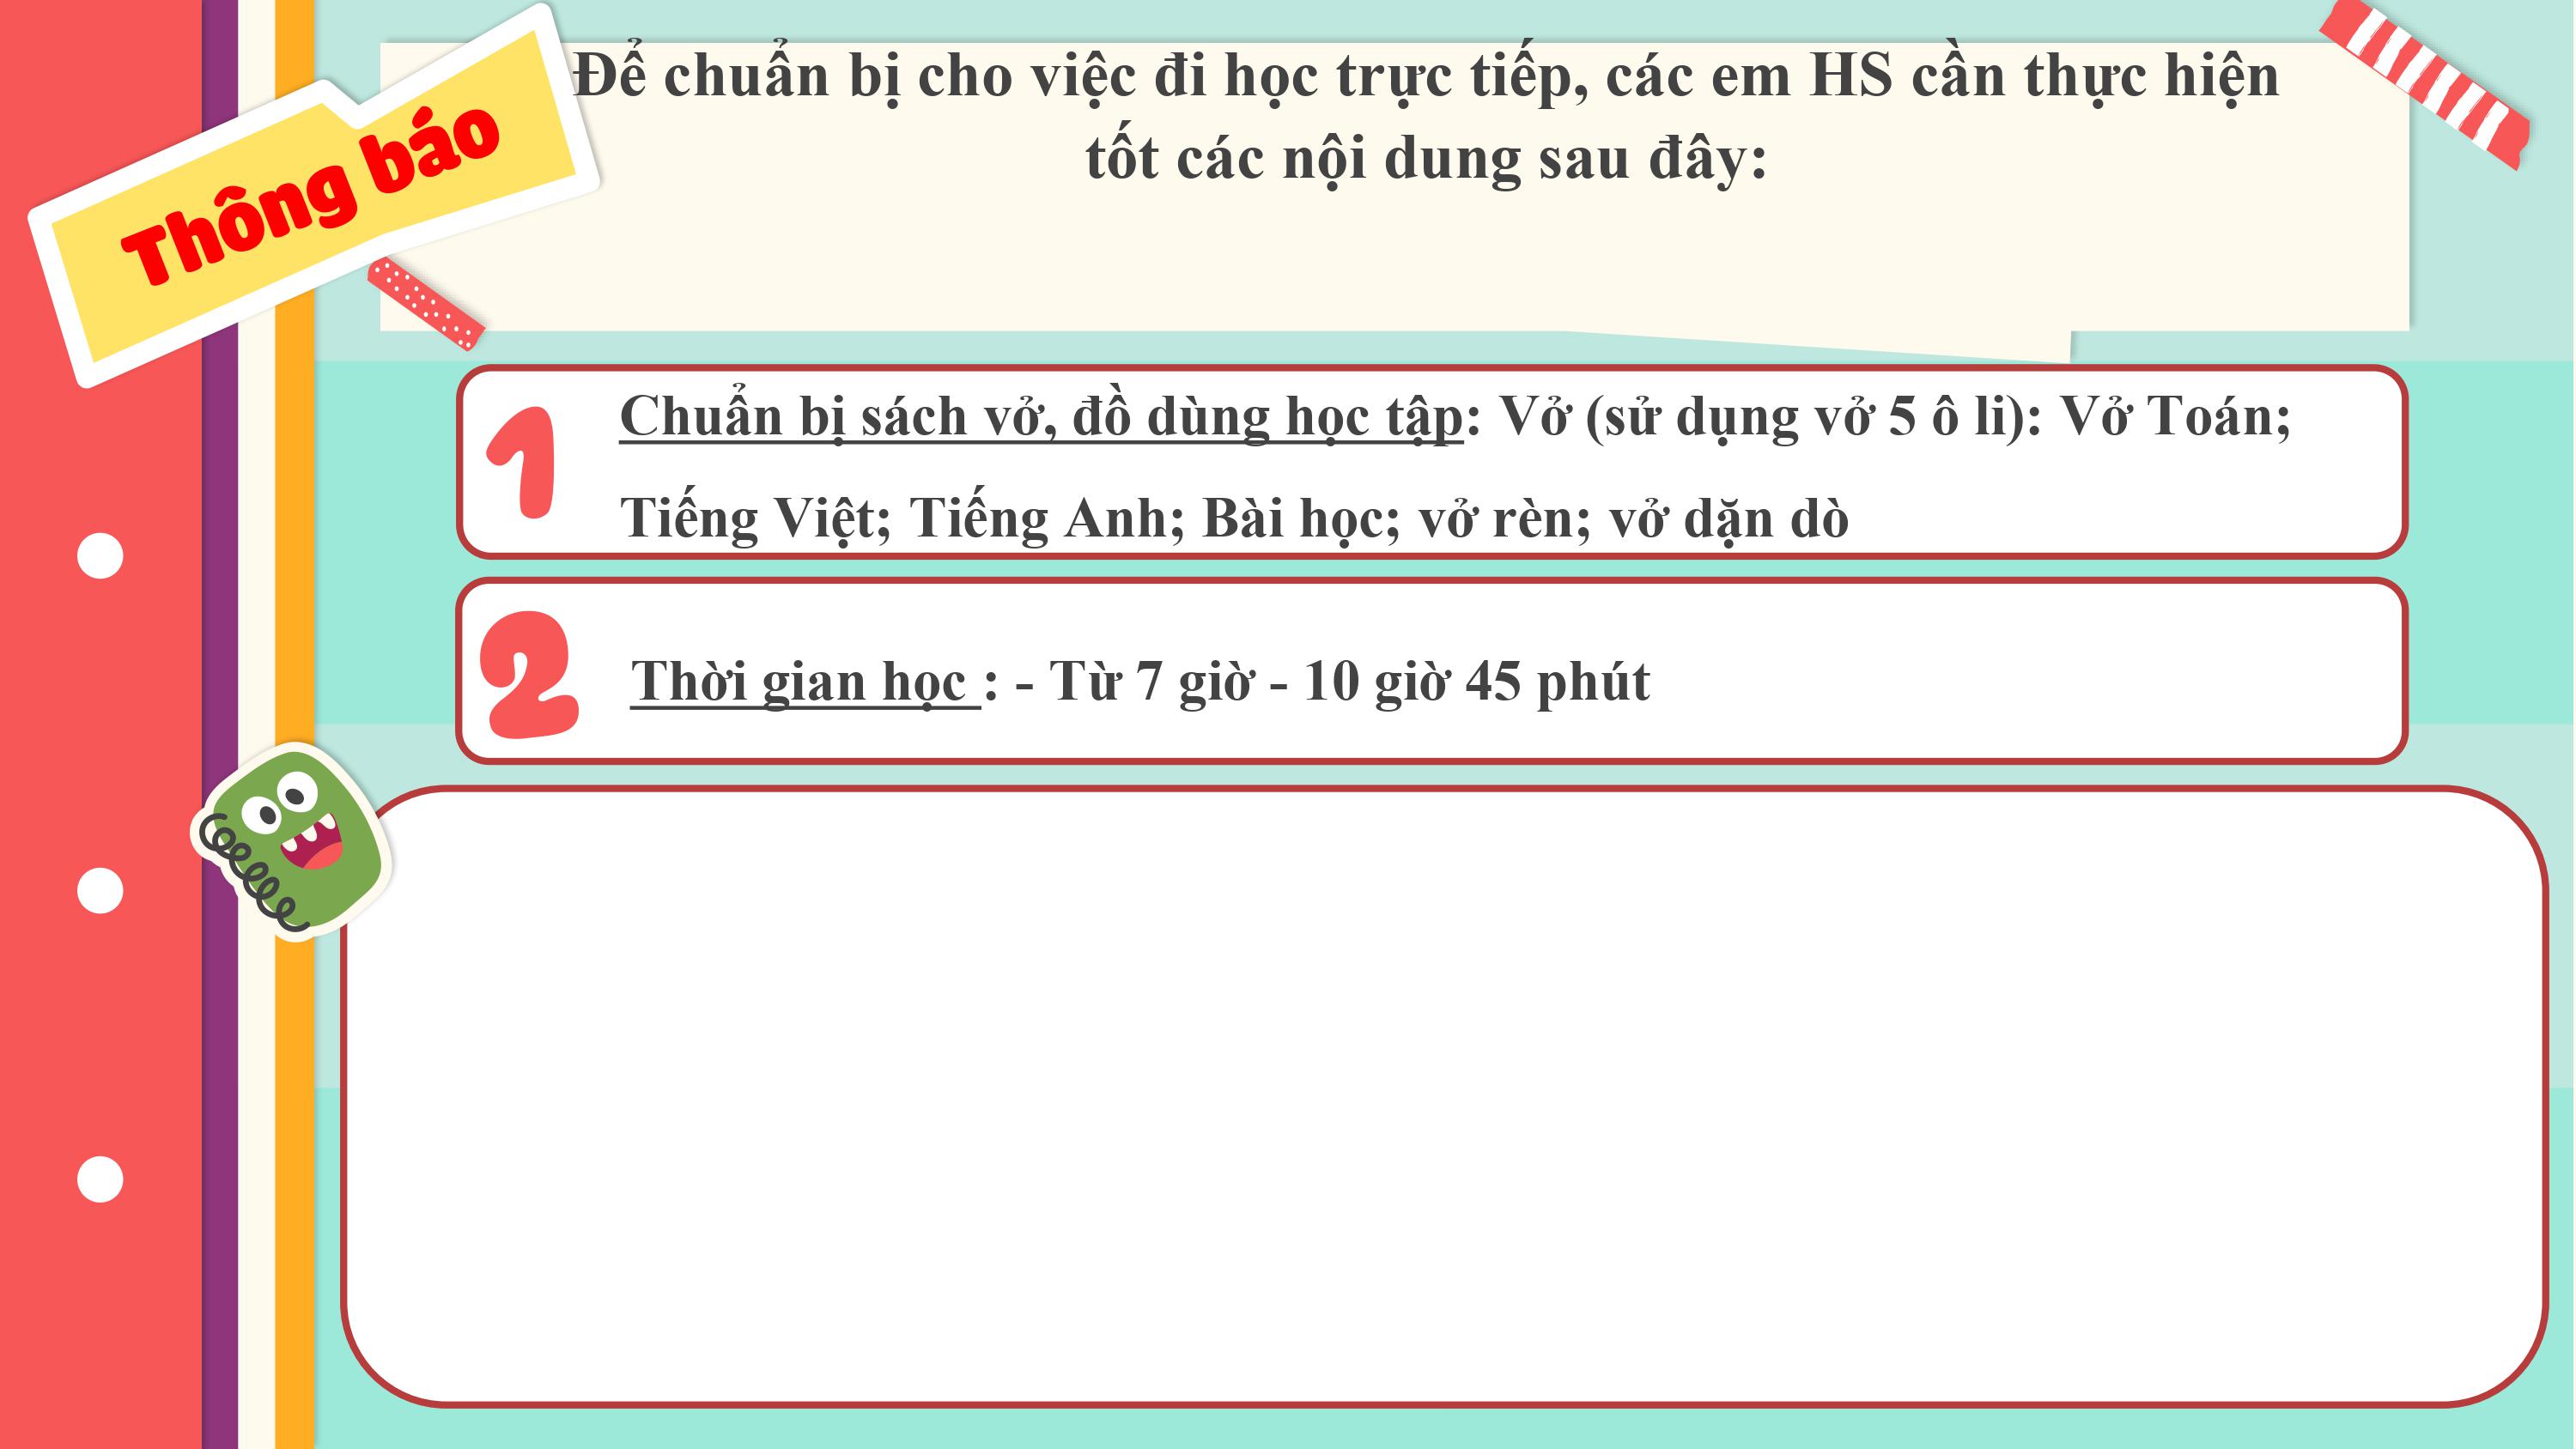 Thông báo
Để chuẩn bị cho việc đi học trực tiếp, các em HS cần thực hiện
tốt các nội dung sau đây:
1
Chuẩn bị sách vở, đồ dùng học tập: Vở (sử dụng vở 5 ô li): Vở Toán;
Tiếng Việt; Tiếng Anh; Bài học; vở rèn; vở dặn dò
2
Thời gian học : - Từ 7 giờ - 10 giờ 45 phút